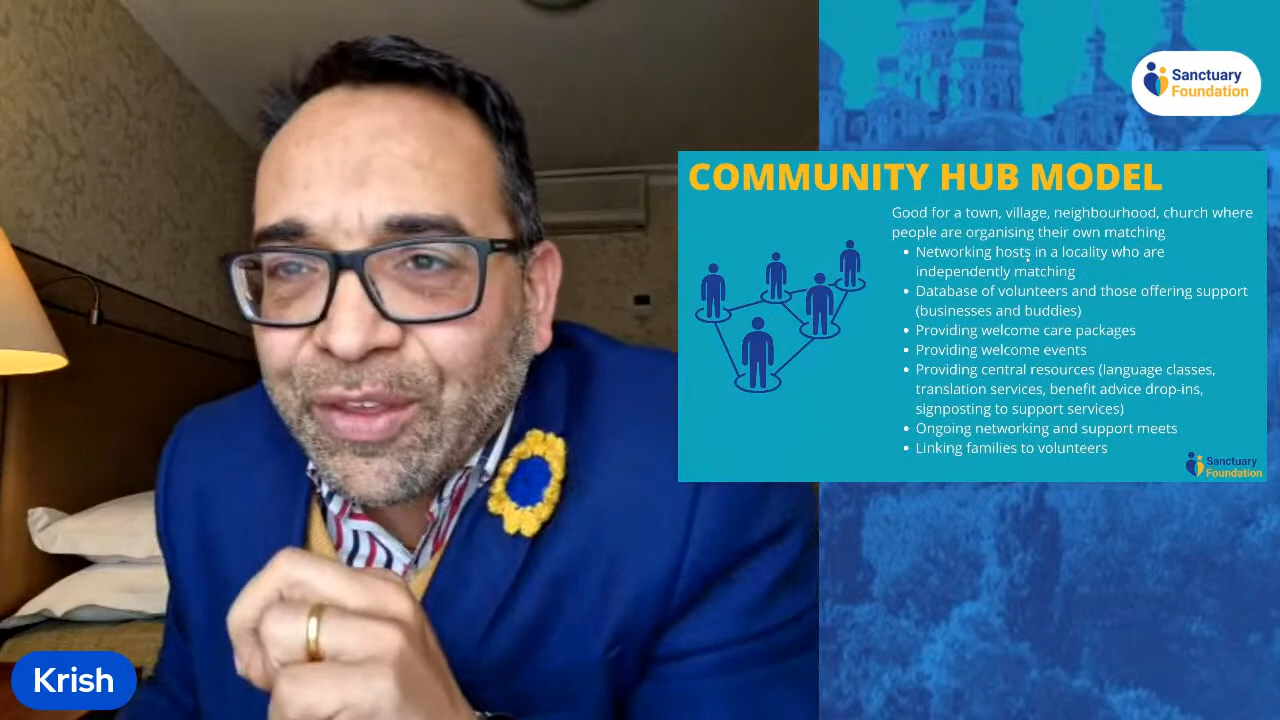 Sanctuary
Foundation
COMMUNITY HUB MODEL
Good for a town, village, neighbourhood, church where
people are organising their own matching
• Networking hosts in a locality who are
independently matching
• Database of volunteers and those offering support
(businesses and buddies)
• Providing welcome care packages
• Providing welcome events
• Providing central resources (language classes,
translation services, benefit advice drop-ins,
signposting to support services)
• Ongoing networking and support meets
• Linking families to volunteers
Sanctuary
Foundation
Krish